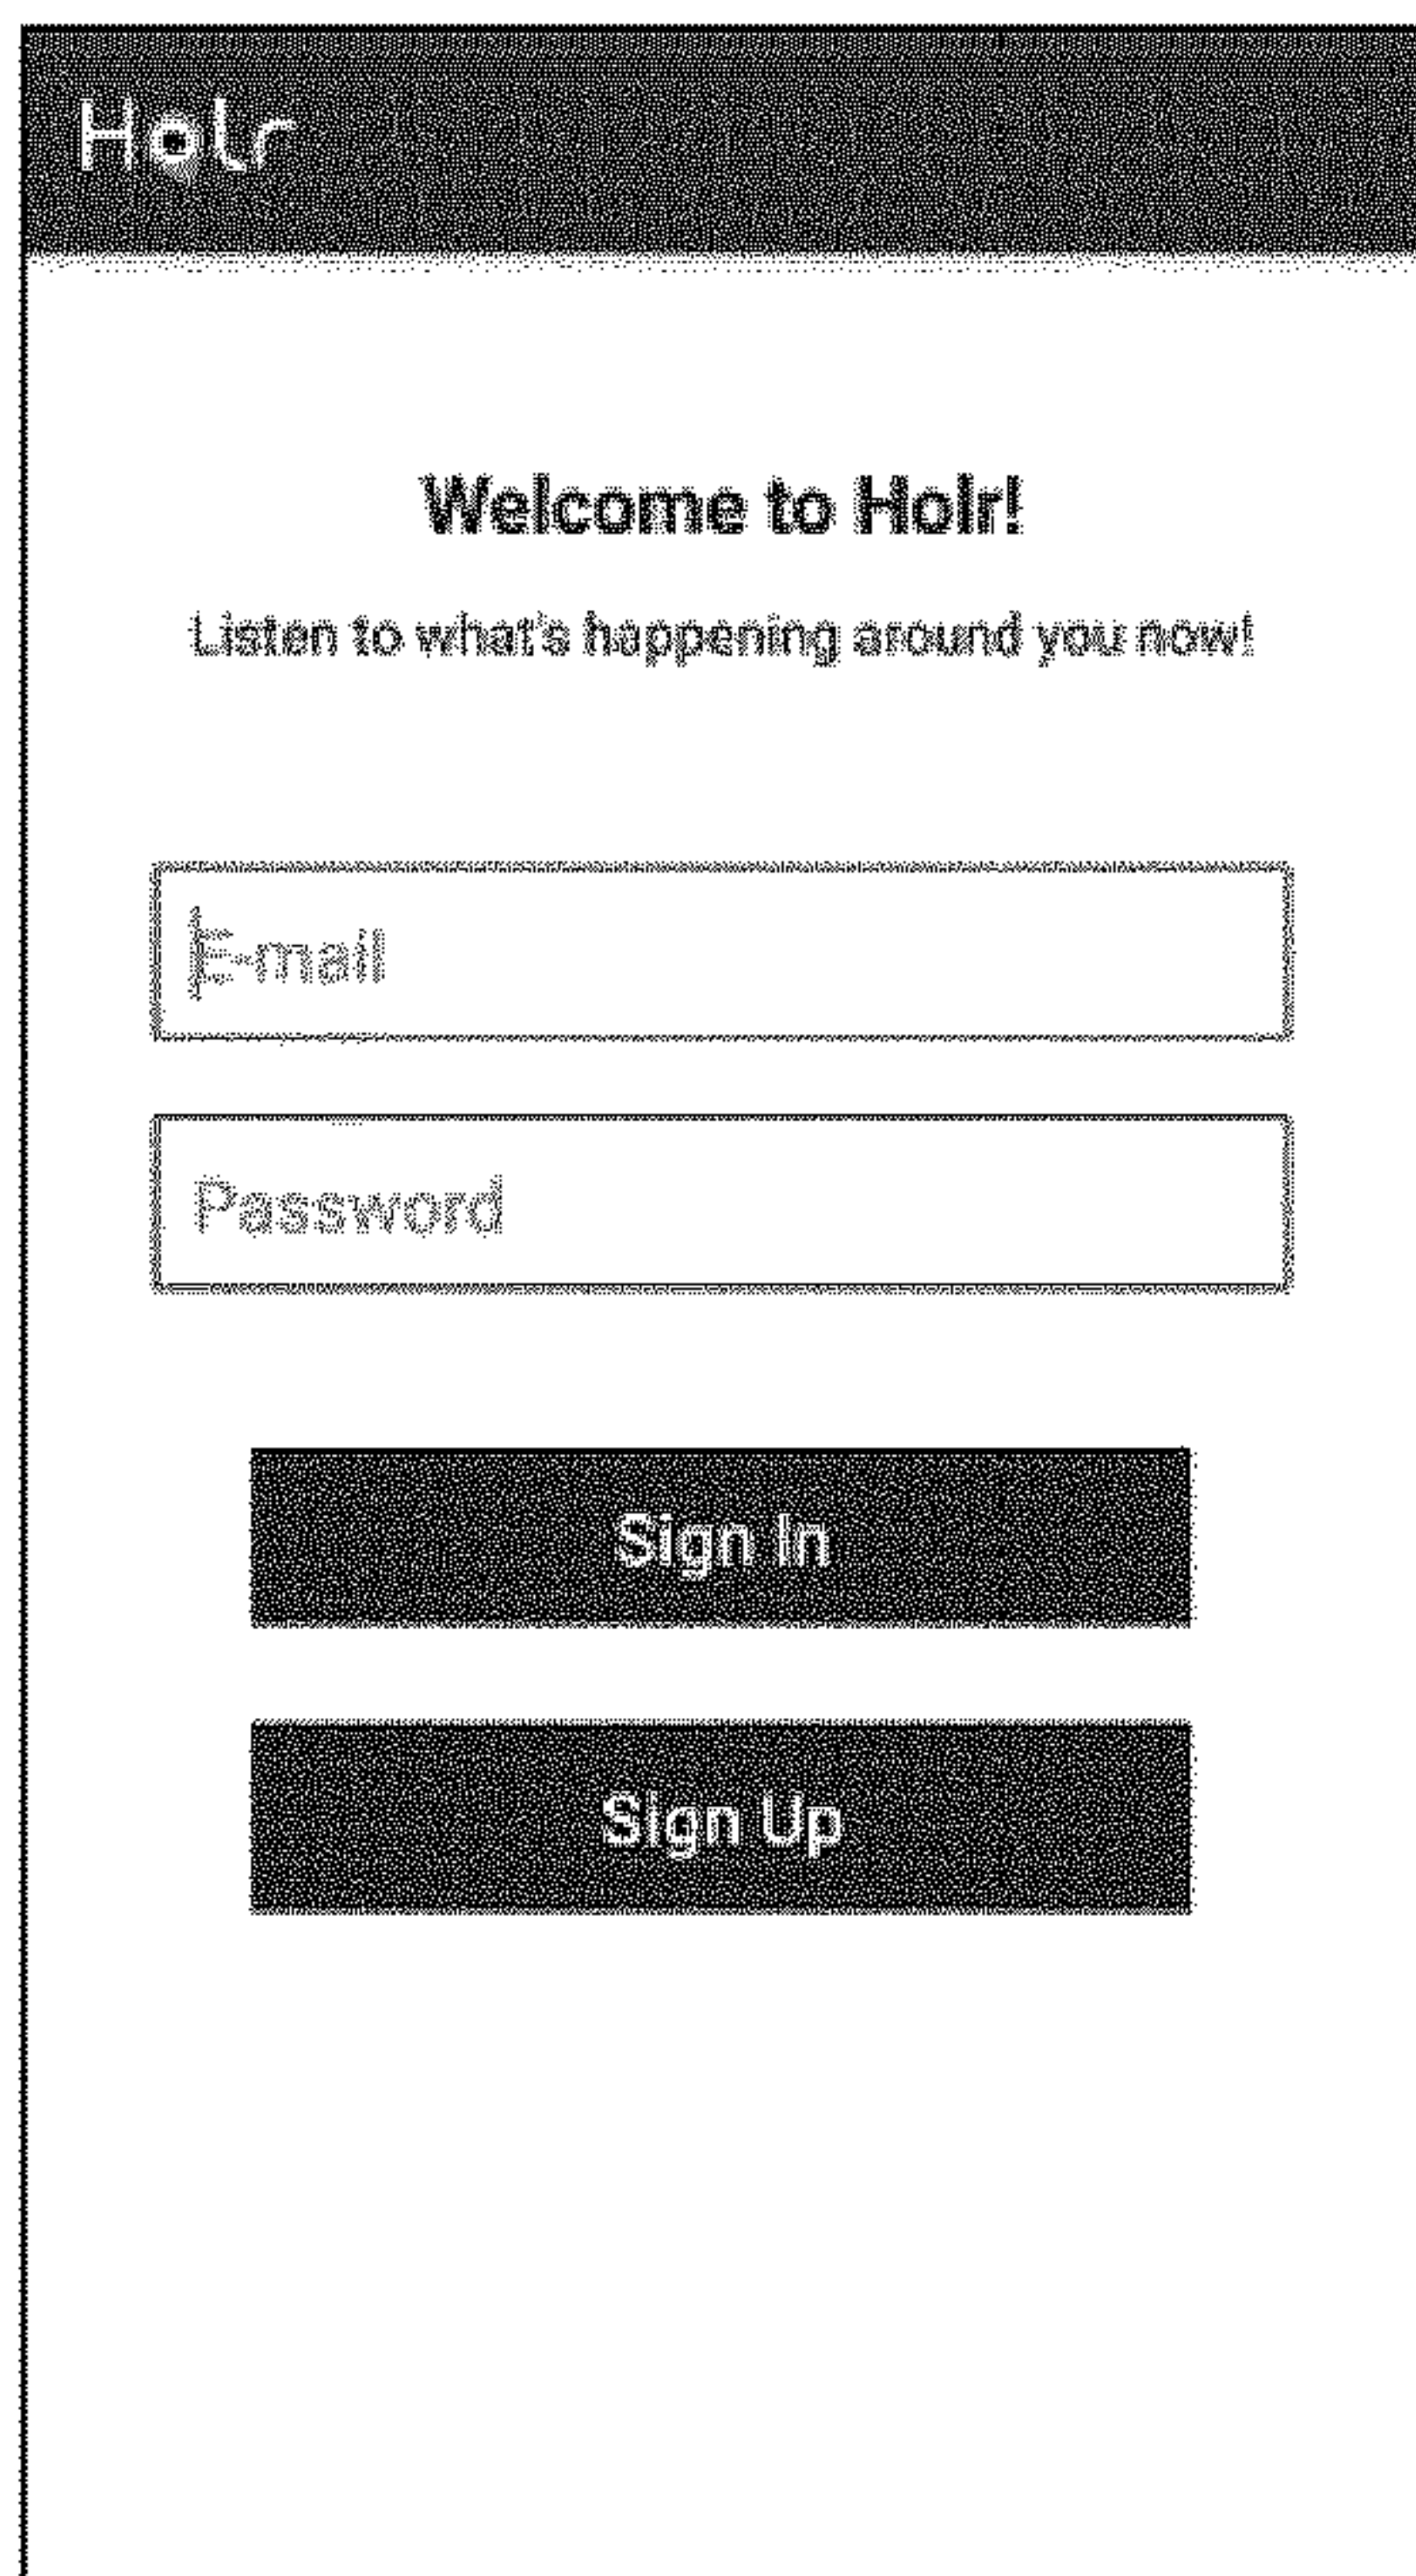 Holr
Welcome to Holr!
Listen to what's happening around you now!
E-mail
Password
Sign In
Sign Up